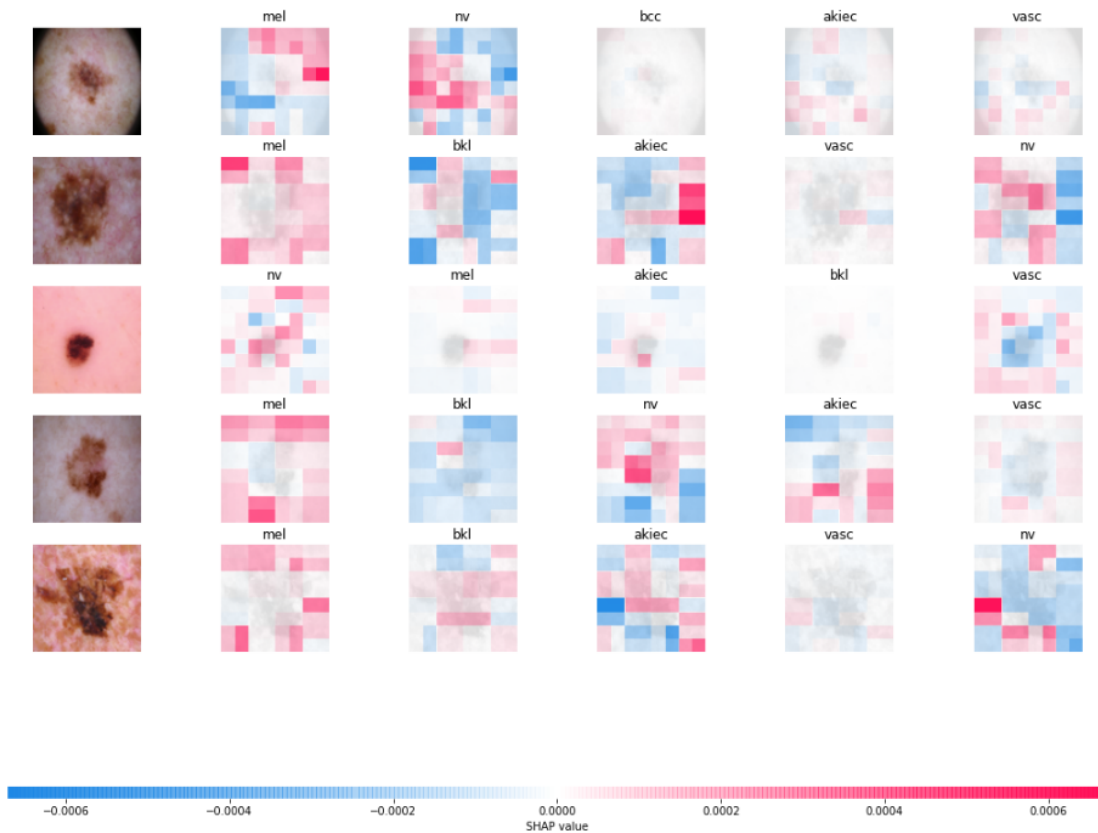 mel nv bcc akiec vasc
mel bkl akiec vasc nv
nv mel akiec bkl vasc
mel bkl nv akiec vasc
mel bkl akiec vasc nv
−0.0006 −0.0004 −0.0002 0.0000 0.0002 0.0004 0.0006
SHAP value